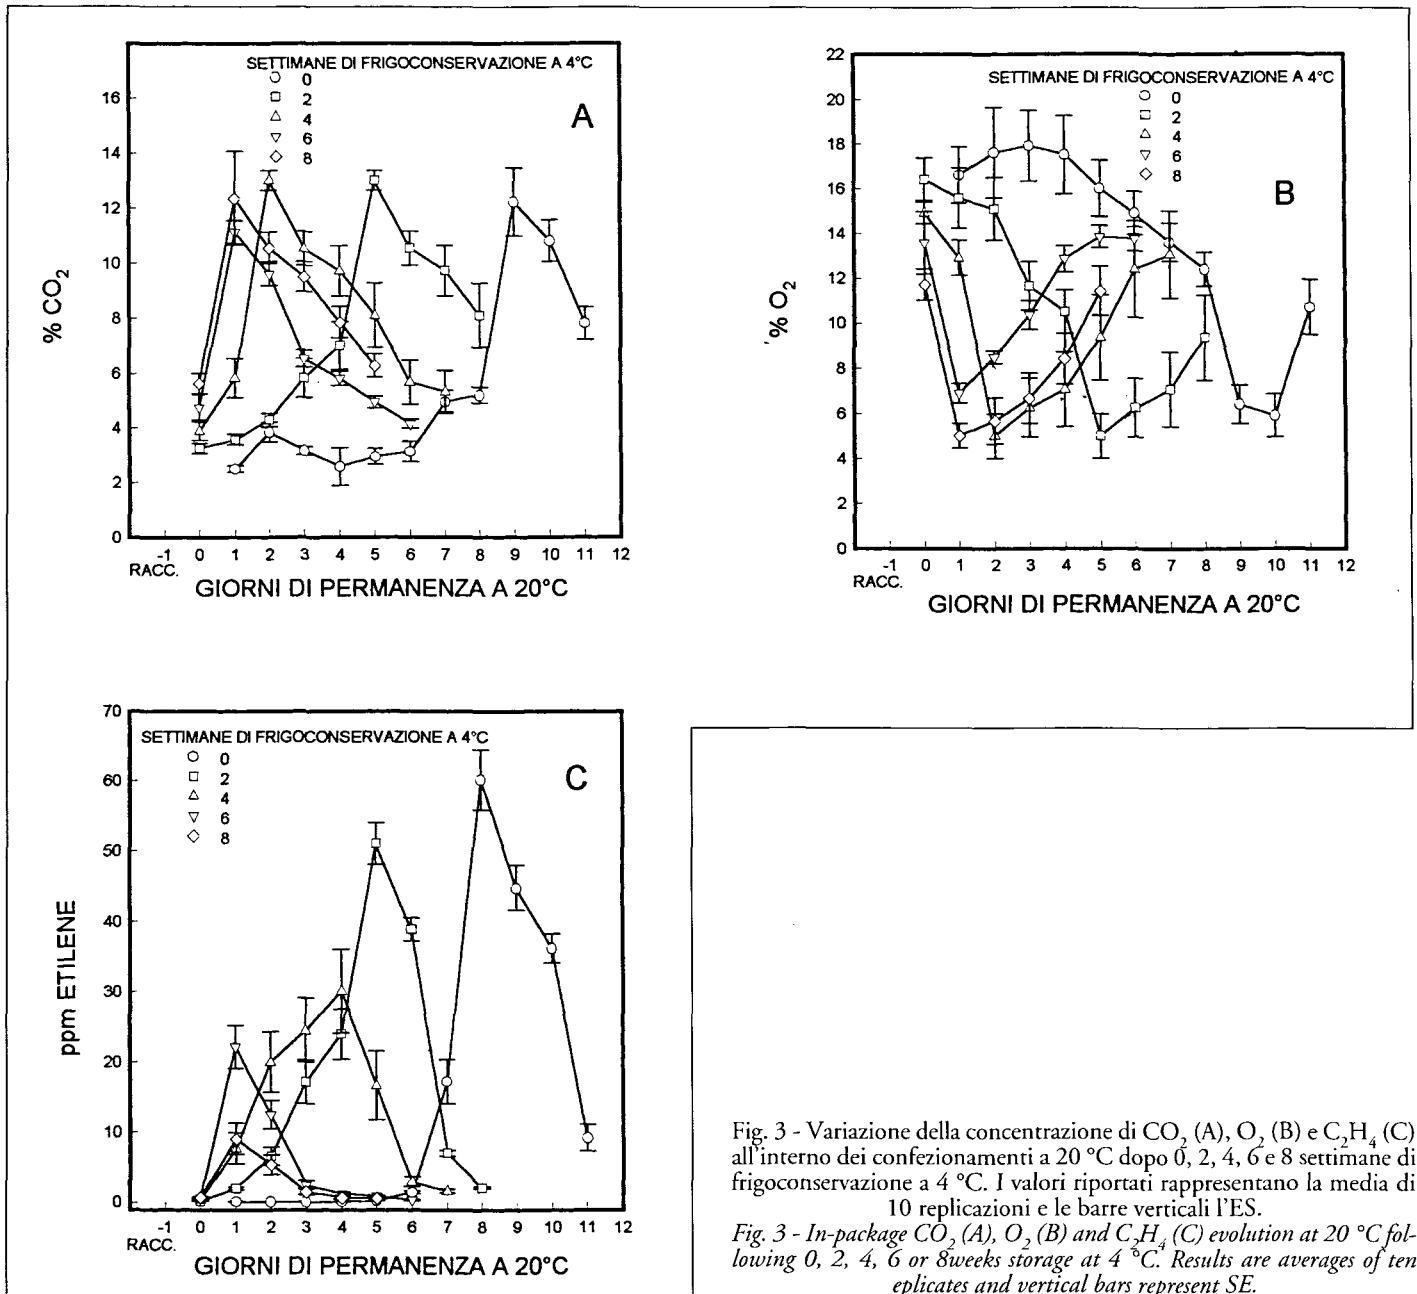 SETTIMANE DI FRIGOCONSERVAZIONE A 4°C
0
2
4
6
8
A
% CO2
16
14
12
10
8
6
4
2
0
-1 0 1 2 3 4 5 6 7 8 9 10 11 12
RACC.
GIORNI DI PERMANENZA A 20°C
SETTIMANE DI FRIGOCONSERVAZIONE A 4°C
0
2
4
6
8
B
% O2
22
20
18
16
14
12
10
8
6
4
2
0
-1 0 1 2 3 4 5 6 7 8 9 10 11 12
RACC.
GIORNI DI PERMANENZA A 20°C
SETTIMANE DI FRIGOCONSERVAZIONE A 4°C
0
2
4
6
8
C
ppm ETILENE
70
60
50
40
30
20
10
0
-1 0 1 2 3 4 5 6 7 8 9 10 11 12
RACC.
GIORNI DI PERMANENZA A 20°C
Fig. 3 - Variazione della concentrazione di CO2 (A), O2 (B) e C2H4 (C)
all'interno dei confezionamenti a 20 °C dopo 0, 2, 4, 6 e 8 settimane di
frigoconservazione a 4 °C. I valori riportati rappresentano la media di
10 replicazioni e le barre verticali l'ES.
Fig. 3 - In-package CO2 (A), O2 (B) and C2H4 (C) evolution at 20 °C fol-
lowing 0, 2, 4, 6 or 8weeks storage at 4 °C. Results are averages of ten
eplicates and vertical bars represent SE.